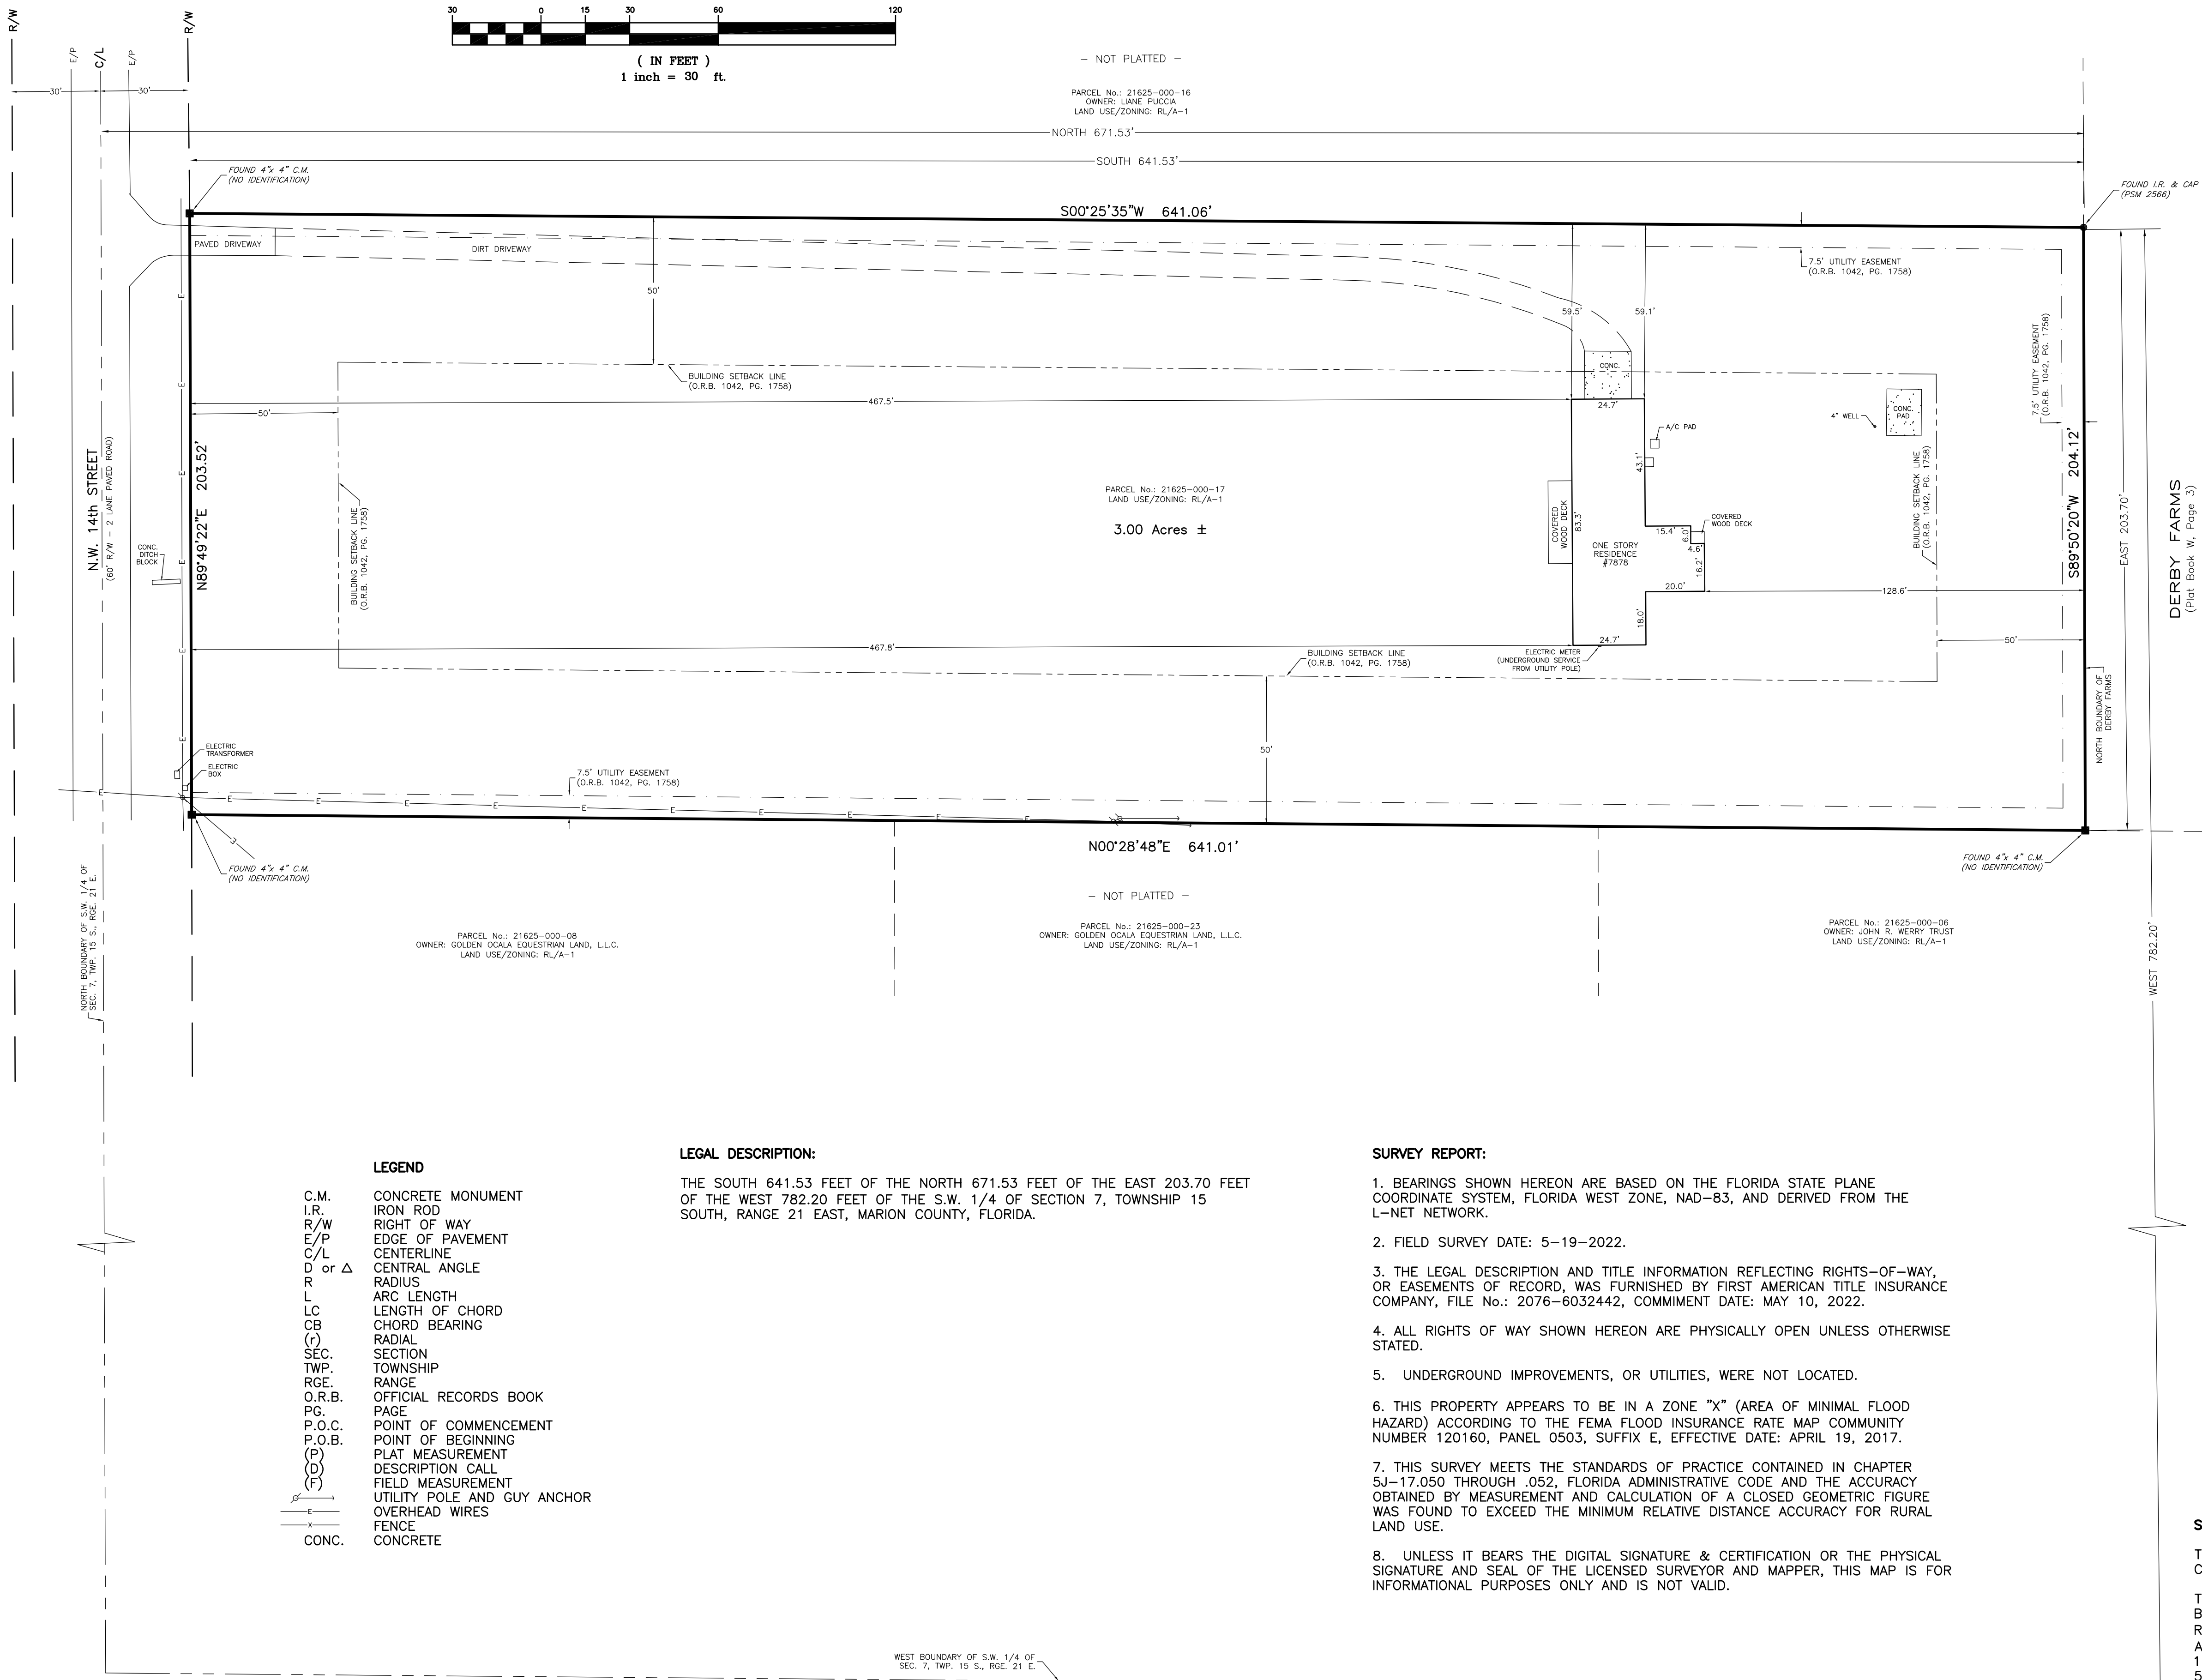 R/W
R/W
E/P
C/L
E/P
30'
30'
30 0 15 30 60 120
( IN FEET )
1 inch = 30 ft.
– NOT PLATTED –
PARCEL No.: 21625-000-16
OWNER: LIANE PUCCIA
LAND USE/ZONING: RL/A-1
NORTH 671.53'
SOUTH 641.53'
FOUND 4"x 4" C.M.
(NO IDENTIFICATION)
FOUND I.R. & CAP
(PSM 2566)
S00°25'35"W 641.06'
PAVED DRIVEWAY
DIRT DRIVEWAY
7.5' UTILITY EASEMENT
(O.R.B. 1042, PG. 1758)
50'
59.5'
59.1'
7.5' UTILITY EASEMENT
(O.R.B. 1042, PG. 1758)
BUILDING SETBACK LINE
(O.R.B. 1042, PG. 1758)
CONC.
467.5'
24.7'
50'
4" WELL
CONC.
PAD
A/C PAD
43.1'
N.W. 14th STREET
(60' R/W – 2 LANE PAVED ROAD)
N89°49'22"E 203.52'
BUILDING SETBACK LINE
(O.R.B. 1042, PG. 1758)
CONC.
DITCH
BLOCK
PARCEL No.: 21625-000-17
LAND USE/ZONING: RL/A-1
3.00 Acres ±
COVERED
WOOD DECK
83.3'
ONE STORY
RESIDENCE
#7878
15.4'
6.0'
COVERED
WOOD DECK
4.6'
16.2'
20.0'
18.0'
128.6'
BUILDING SETBACK LINE
(O.R.B. 1042, PG. 1758)
S89°50'20"W 204.12'
EAST 203.70'
DERBY FARMS
(Plat Book W, Page 3)
50'
467.8'
24.7'
ELECTRIC METER
(UNDERGROUND SERVICE
FROM UTILITY POLE)
BUILDING SETBACK LINE
(O.R.B. 1042, PG. 1758)
NORTH BOUNDARY OF
DERBY FARMS
50'
ELECTRIC
TRANSFORMER
ELECTRIC
BOX
7.5' UTILITY EASEMENT
(O.R.B. 1042, PG. 1758)
E E E E E E
E E E E E E E E E E E
3
N00°28'48"E 641.01'
FOUND 4"x 4" C.M.
(NO IDENTIFICATION)
FOUND 4"x 4" C.M.
(NO IDENTIFICATION)
NORTH BOUNDARY OF S.W. 1/4 OF
SEC. 7, TWP. 15 S., RGE. 21 E.
– NOT PLATTED –
PARCEL No.: 21625-000-08
OWNER: GOLDEN OCALA EQUESTRIAN LAND, L.L.C.
LAND USE/ZONING: RL/A-1
PARCEL No.: 21625-000-23
OWNER: GOLDEN OCALA EQUESTRIAN LAND, L.L.C.
LAND USE/ZONING: RL/A-1
PARCEL No.: 21625-000-06
OWNER: JOHN R. WERRY TRUST
LAND USE/ZONING: RL/A-1
WEST 782.20'
LEGEND
C.M. CONCRETE MONUMENT
I.R. IRON ROD
R/W RIGHT OF WAY
E/P EDGE OF PAVEMENT
C/L CENTERLINE
D or △ CENTRAL ANGLE
R RADIUS
L ARC LENGTH
LC LENGTH OF CHORD
CB CHORD BEARING
(r) RADIAL
SEC. SECTION
TWP. TOWNSHIP
RGE. RANGE
O.R.B. OFFICIAL RECORDS BOOK
PG. PAGE
P.O.C. POINT OF COMMENCEMENT
P.O.B. POINT OF BEGINNING
(P) PLAT MEASUREMENT
(D) DESCRIPTION CALL
(F) FIELD MEASUREMENT
UTILITY POLE AND GUY ANCHOR
E OVERHEAD WIRES
X FENCE
CONC. CONCRETE
LEGAL DESCRIPTION:
THE SOUTH 641.53 FEET OF THE NORTH 671.53 FEET OF THE EAST 203.70 FEET
OF THE WEST 782.20 FEET OF THE S.W. 1/4 OF SECTION 7, TOWNSHIP 15
SOUTH, RANGE 21 EAST, MARION COUNTY, FLORIDA.
SURVEY REPORT:
1. BEARINGS SHOWN HEREON ARE BASED ON THE FLORIDA STATE PLANE
COORDINATE SYSTEM, FLORIDA WEST ZONE, NAD-83, AND DERIVED FROM THE
L-NET NETWORK.
2. FIELD SURVEY DATE: 5-19-2022.
3. THE LEGAL DESCRIPTION AND TITLE INFORMATION REFLECTING RIGHTS-OF-WAY,
OR EASEMENTS OF RECORD, WAS FURNISHED BY FIRST AMERICAN TITLE INSURANCE
COMPANY, FILE No.: 2076-6032442, COMMIMENT DATE: MAY 10, 2022.
4. ALL RIGHTS OF WAY SHOWN HEREON ARE PHYSICALLY OPEN UNLESS OTHERWISE
STATED.
5. UNDERGROUND IMPROVEMENTS, OR UTILITIES, WERE NOT LOCATED.
6. THIS PROPERTY APPEARS TO BE IN A ZONE "X" (AREA OF MINIMAL FLOOD
HAZARD) ACCORDING TO THE FEMA FLOOD INSURANCE RATE MAP COMMUNITY
NUMBER 120160, PANEL 0503, SUFFIX E, EFFECTIVE DATE: APRIL 19, 2017.
7. THIS SURVEY MEETS THE STANDARDS OF PRACTICE CONTAINED IN CHAPTER
5J-17.050 THROUGH .052, FLORIDA ADMINISTRATIVE CODE AND THE ACCURACY
OBTAINED BY MEASUREMENT AND CALCULATION OF A CLOSED GEOMETRIC FIGURE
WAS FOUND TO EXCEED THE MINIMUM RELATIVE DISTANCE ACCURACY FOR RURAL
LAND USE.
8. UNLESS IT BEARS THE DIGITAL SIGNATURE & CERTIFICATION OR THE PHYSICAL
SIGNATURE AND SEAL OF THE LICENSED SURVEYOR AND MAPPER, THIS MAP IS FOR
INFORMATIONAL PURPOSES ONLY AND IS NOT VALID.
WEST BOUNDARY OF S.W. 1/4 OF
SEC. 7, TWP. 15 S., RGE. 21 E.